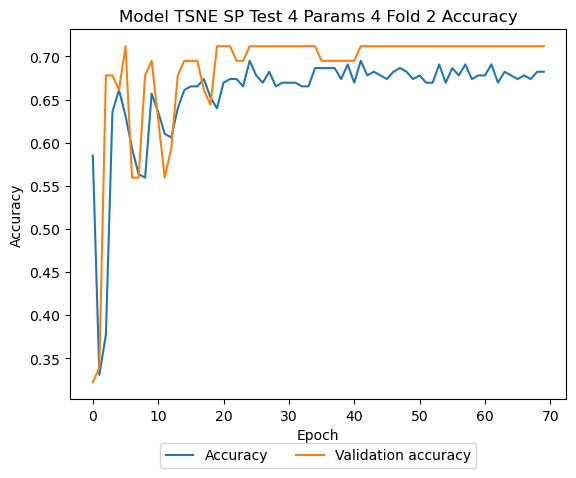 Model TSNE SP Test 4 Params 4 Fold 2 Accuracy
0.70
0.65
0.60
0.55
0.50
0.45
0.40
0.35
Accuracy
0 10 20 30 40 50 60 70
Epoch
Accuracy Validation accuracy